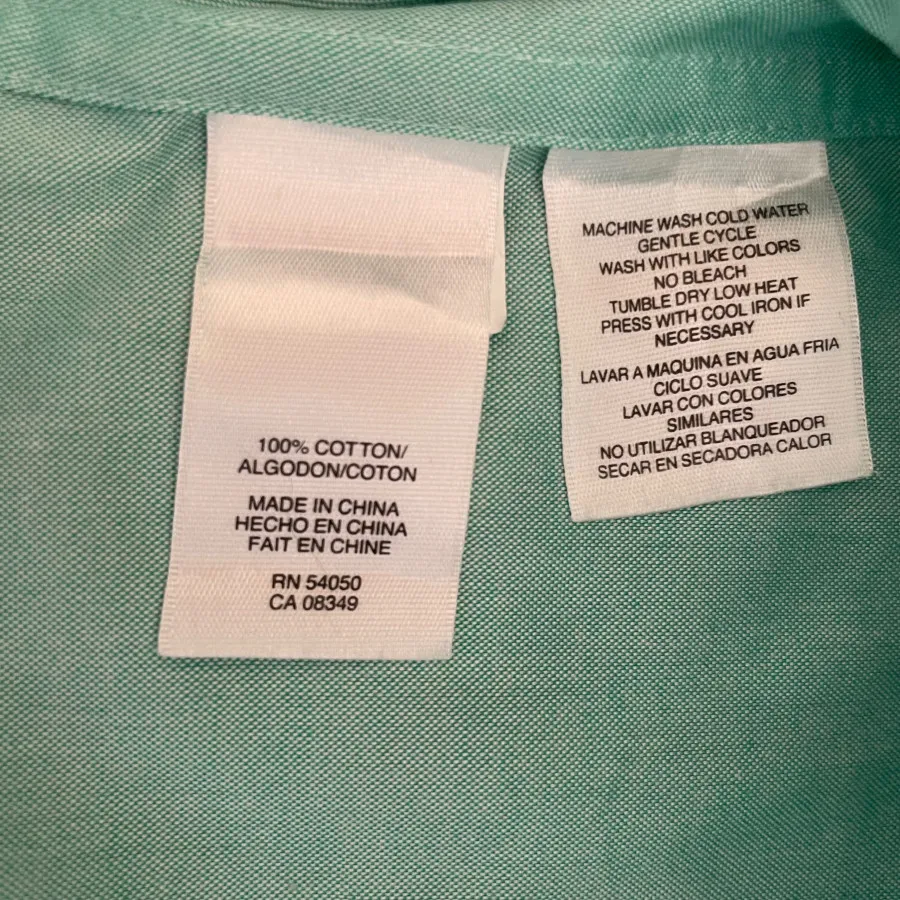 100% COTTON/
ALGODON/COTON
MADE IN CHINA
HECHO EN CHINA
FAIT EN CHINE
RN 54050
CA 08349
MACHINE WASH COLD WATER
GENTLE CYCLE
WASH WITH LIKE COLORS
NO BLEACH
TUMBLE DRY LOW HEAT
PRESS WITH COOL IRON IF
NECESSARY
LAVAR A MAQUINA EN AGUA FRIA
CICLO SUAVE
LAVAR CON COLORES
SIMILARES
NO UTILIZAR BLANQUEADOR
SECAR EN SECADORA CALOR